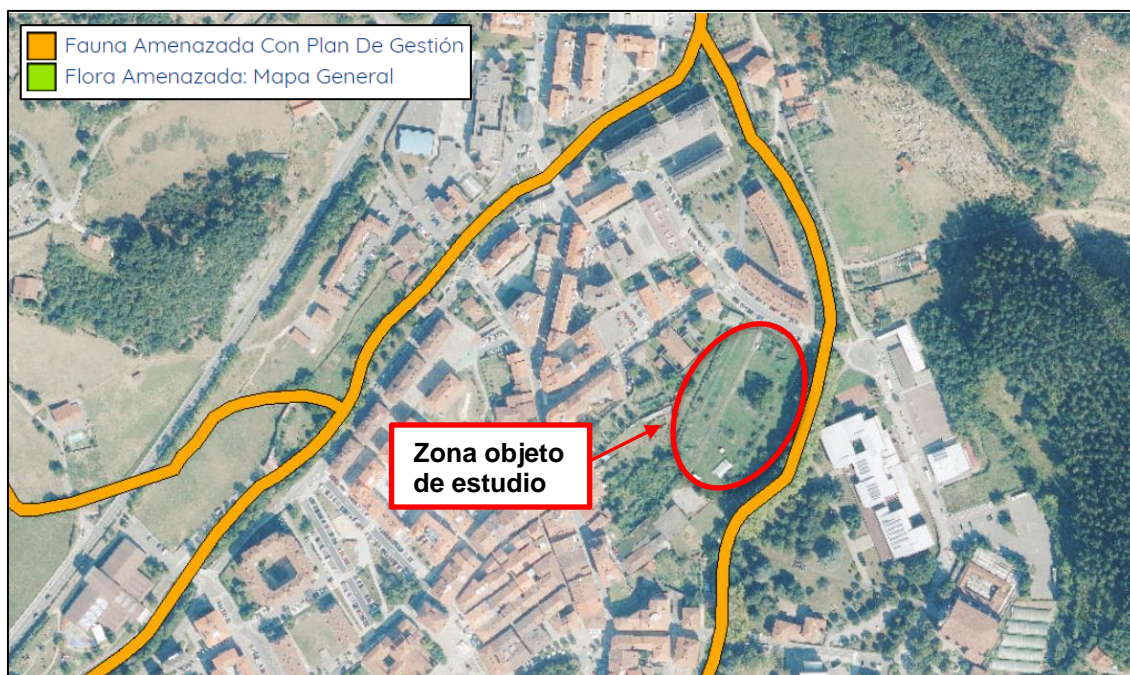 Fauna Amenazada Con Plan De Gestión
Flora Amenazada: Mapa General
Zona objeto
de estudio